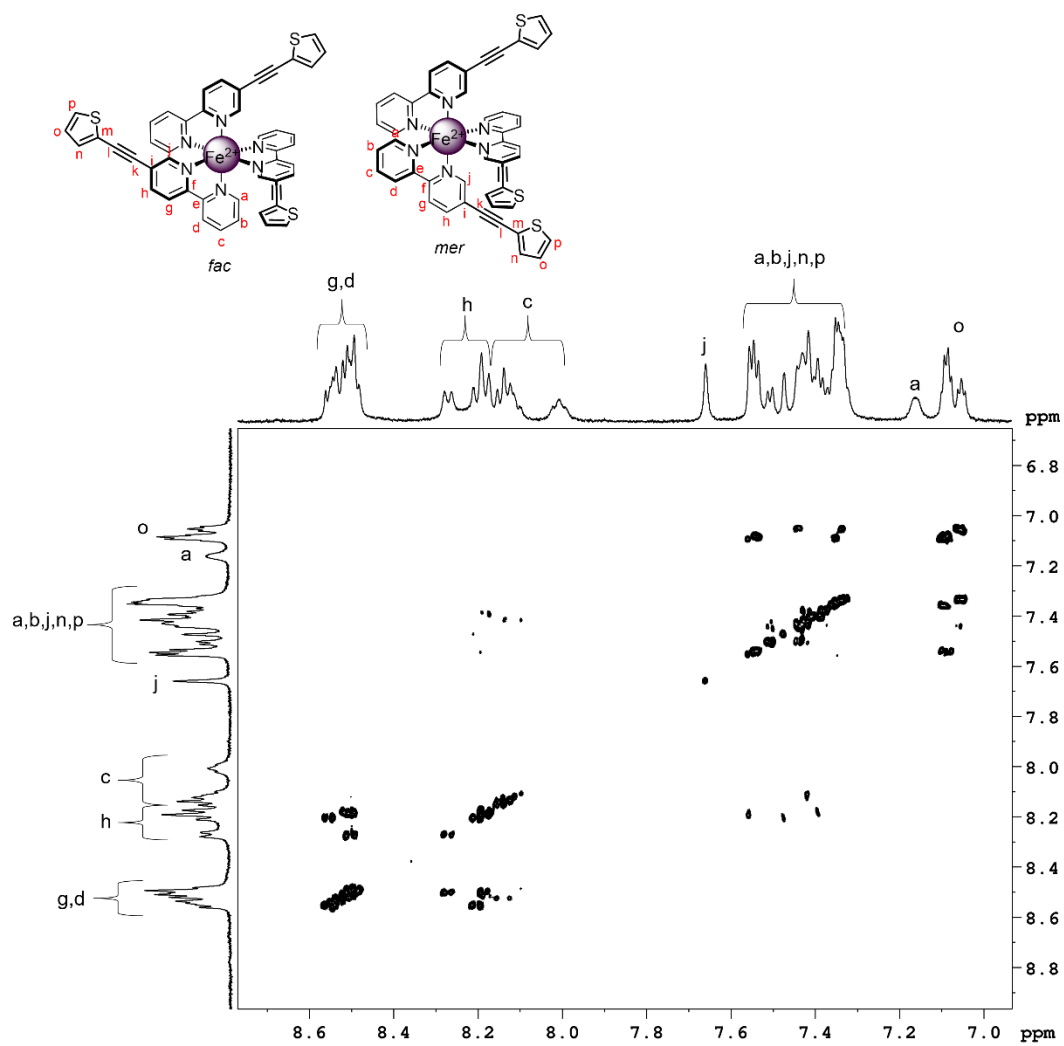 S
S
p
S
o
m
n
l
k
i
j
h
g
f
e
d
c
b
a
N
N
N
N
N
N
Fe2+
S
fac
N
N
N
N
N
N
Fe2+
b
c
d
e
f
g
h
i
j
k
l
m
n
o
p
S
S
mer
g,d
h
c
j
a,b,j,n,p
a
o
ppm
6.8
7.0
7.2
7.4
7.6
7.8
8.0
8.2
8.4
8.6
8.8
o
a
a,b,j,n,p
j
c
h
g,d
8.6 8.4 8.2 8.0 7.8 7.6 7.4 7.2 7.0 ppm